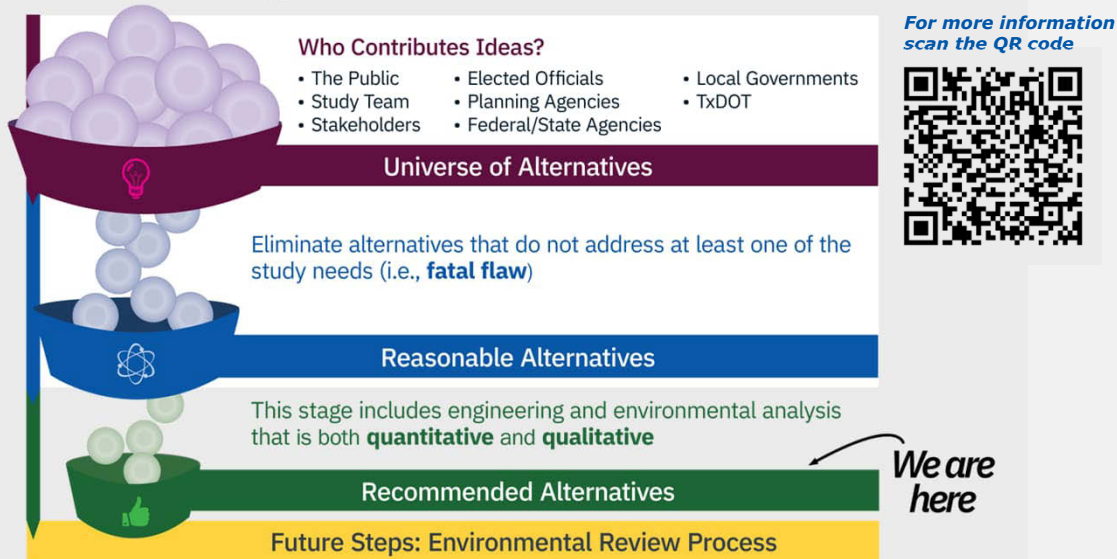 For more information
scan the QR code
Who Contributes Ideas?
• The Public
• Study Team
• Stakeholders
• Elected Officials
• Planning Agencies
• Federal/State Agencies
• Local Governments
• TxDOT
Universe of Alternatives
Eliminate alternatives that do not address at least one of the
study needs (i.e., fatal flaw)
Reasonable Alternatives
This stage includes engineering and environmental analysis
that is both quantitative and qualitative
We are
here
Recommended Alternatives
Future Steps: Environmental Review Process